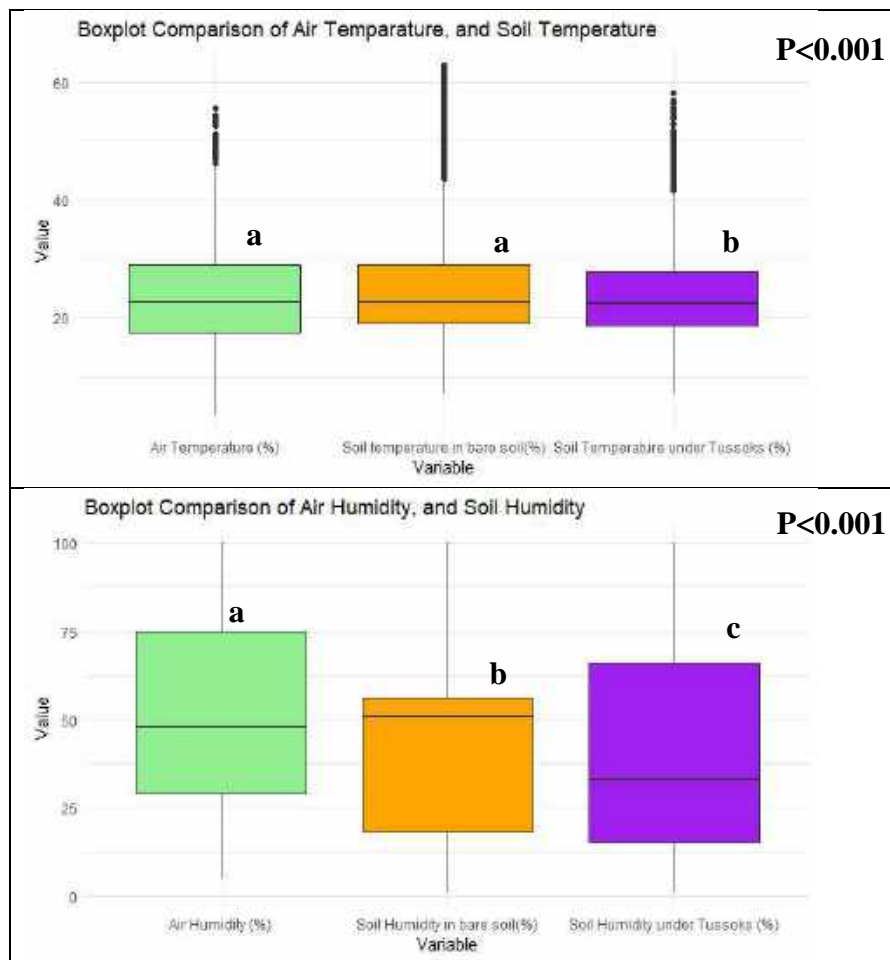 Boxplot Comparison of Air Temparature, and Soil Temperature
P<0.001
60
40
20
Value
a
a
b
Air Temperature (%) Soil temperature in bare soil(%) Soil Temperature under Tussoks (%)
Variable
Boxplot Comparison of Air Humidity, and Soil Humidity
P<0.001
100
75
50
25
0
Value
a
b
c
Air Humidity (%) Soil Humidity in bare soil(%) Soil Humidity under Tussoks (%)
Variable